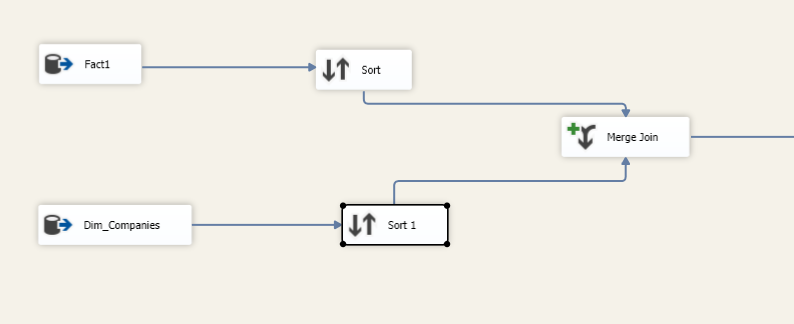 Fact1
Sort
Merge Join
Dim_Companies
Sort 1